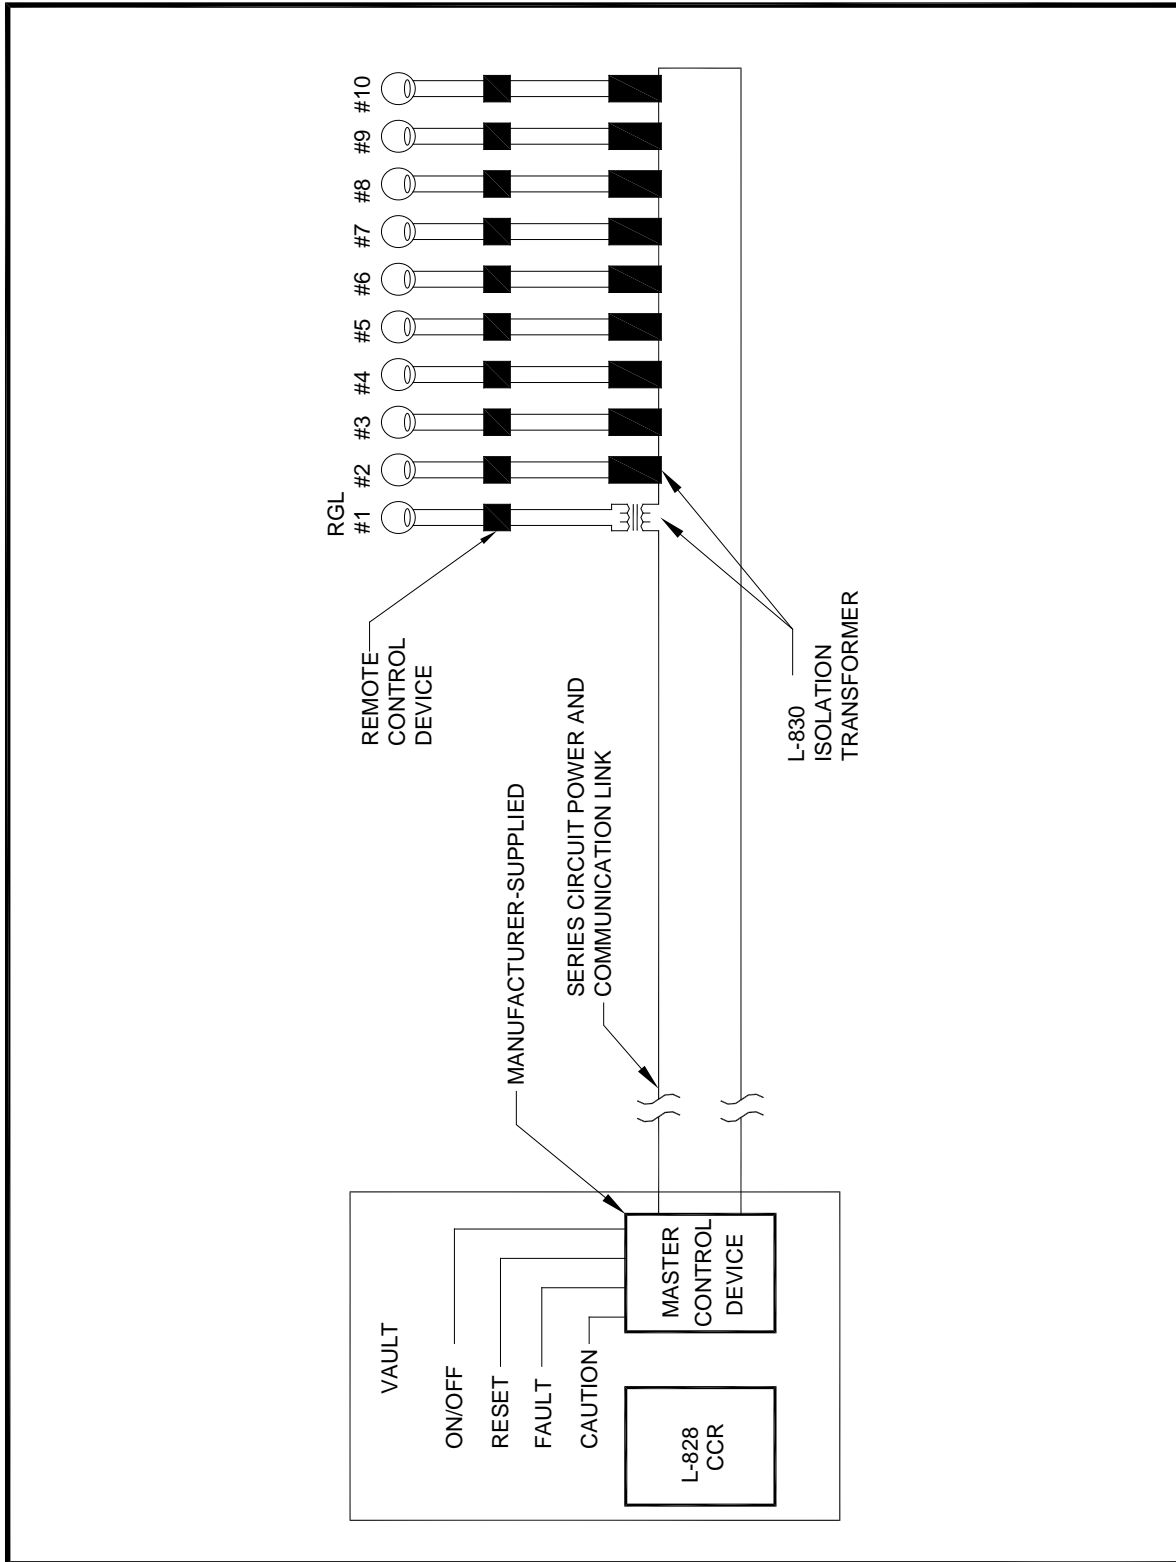 VAULT
ON/OFF
RESET
FAULT
CAUTION
L-828
CCR
MASTER
CONTROL
DEVICE
MANUFACTURER-SUPPLIED
SERIES CIRCUIT POWER AND
COMMUNICATION LINK
REMOTE
CONTROL
DEVICE
L-830
ISOLATION
TRANSFORMER
RGL
#1 #2 #3 #4 #5 #6 #7 #8 #9 #10